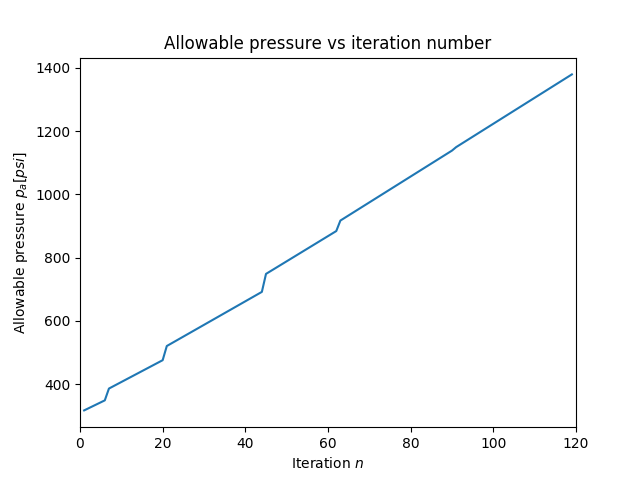 Allowable pressure vs iteration number
1400
1200
1000
800
600
400
Allowable pressure pₐ[psi]
0 20 40 60 80 100 120
Iteration n